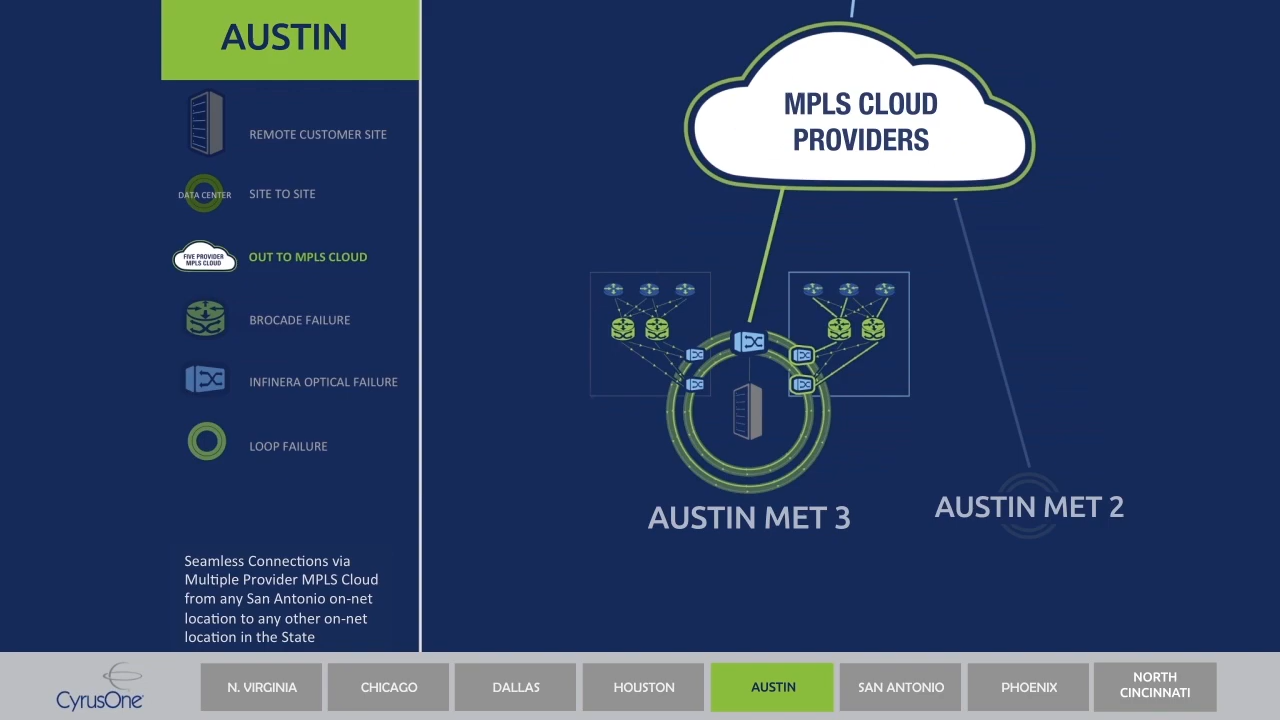 AUSTIN
REMOTE CUSTOMER SITE
DATA CENTER
SITE TO SITE
FIVE PROVIDER
MPLS CLOUD
OUT TO MPLS CLOUD
BROCADE FAILURE
INFINERA OPTICAL FAILURE
LOOP FAILURE
Seamless Connections via
Multiple Provider MPLS Cloud
from any San Antonio on-net
location to any other on-net
location in the State
MPLS CLOUD
PROVIDERS
AUSTIN MET 3
AUSTIN MET 2
CyrusOne
N. VIRGINIA
CHICAGO
DALLAS
HOUSTON
AUSTIN
SAN ANTONIO
PHOENIX
NORTH
CINCINNATI